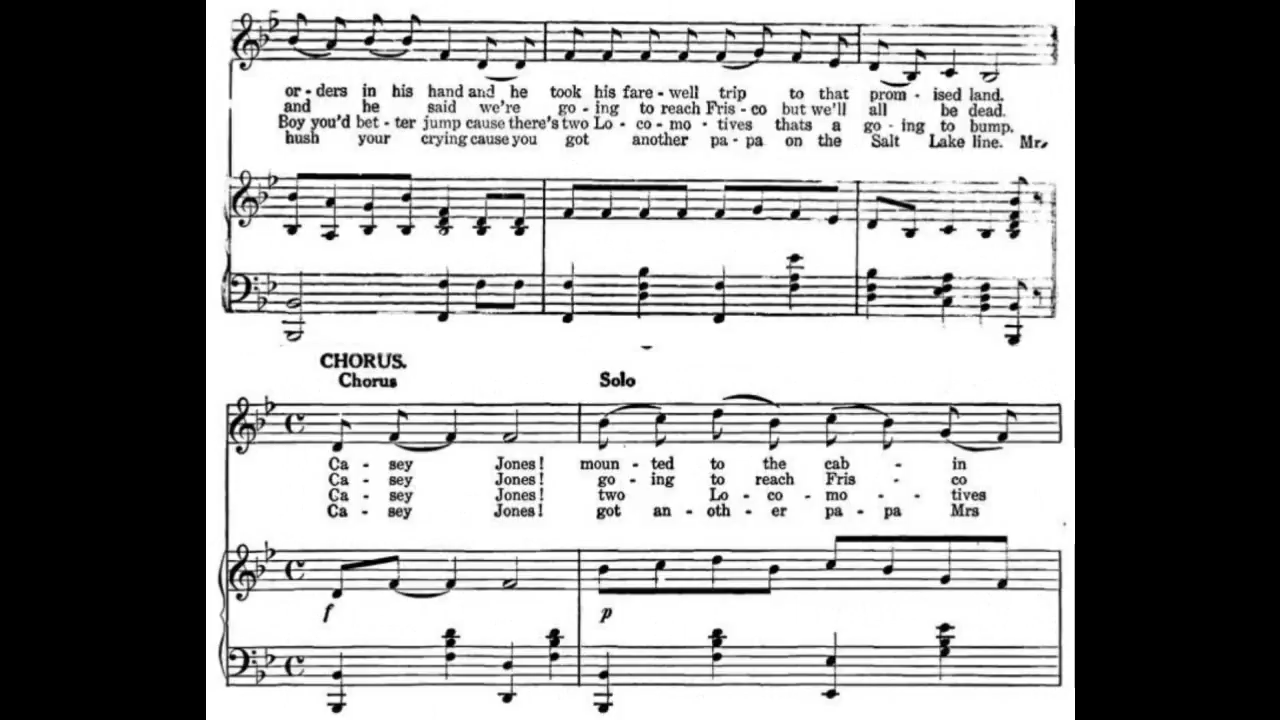 or - ders in his hand and he took his fare - well trip to that prom - ised land.
and he said we're go - ing to reach Fris - co but we'll all be dead.
Boy you'd bet - ter jump cause there's two Lo - co - mo - tives thats a go - ing to bump.
hush your crying cause you got another pa - pa on the Salt Lake line. Mr.
CHORUS.
Chorus Solo
Ca - sey Jones! moun - ted to the cab - in
Ca - sey Jones! go - ing to reach Fris - co
Ca - sey Jones! two Lo - co - mo - - tives
Ca - sey Jones! got an - oth - er pa - pa Mrs
f p